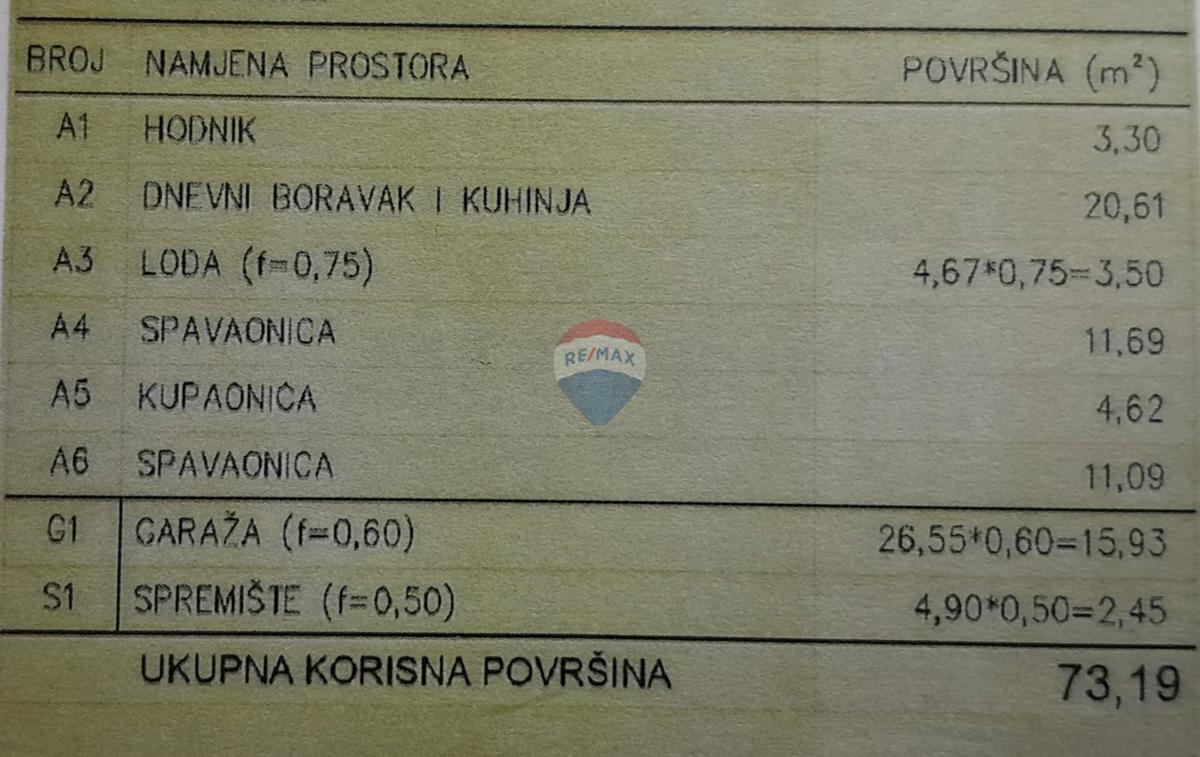 BROJ NAMJENA PROSTORA POVRŠINA (m²)
A1 HODNIK 3,30
A2 DNEVNI BORAVAK I KUHINJA 20,61
A3 LOĐA (f=0,75) 4,67*0,75=3,50
A4 SPAVAONICA 11,69
RE/MAX
A5 KUPAONICA 4,62
A6 SPAVAONICA 11,09
G1 GARAŽA (f=0,60) 26,55*0,60=15,93
S1 SPREMIŠTE (f=0,50) 4,90*0,50=2,45
UKUPNA KORISNA POVRŠINA 73,19